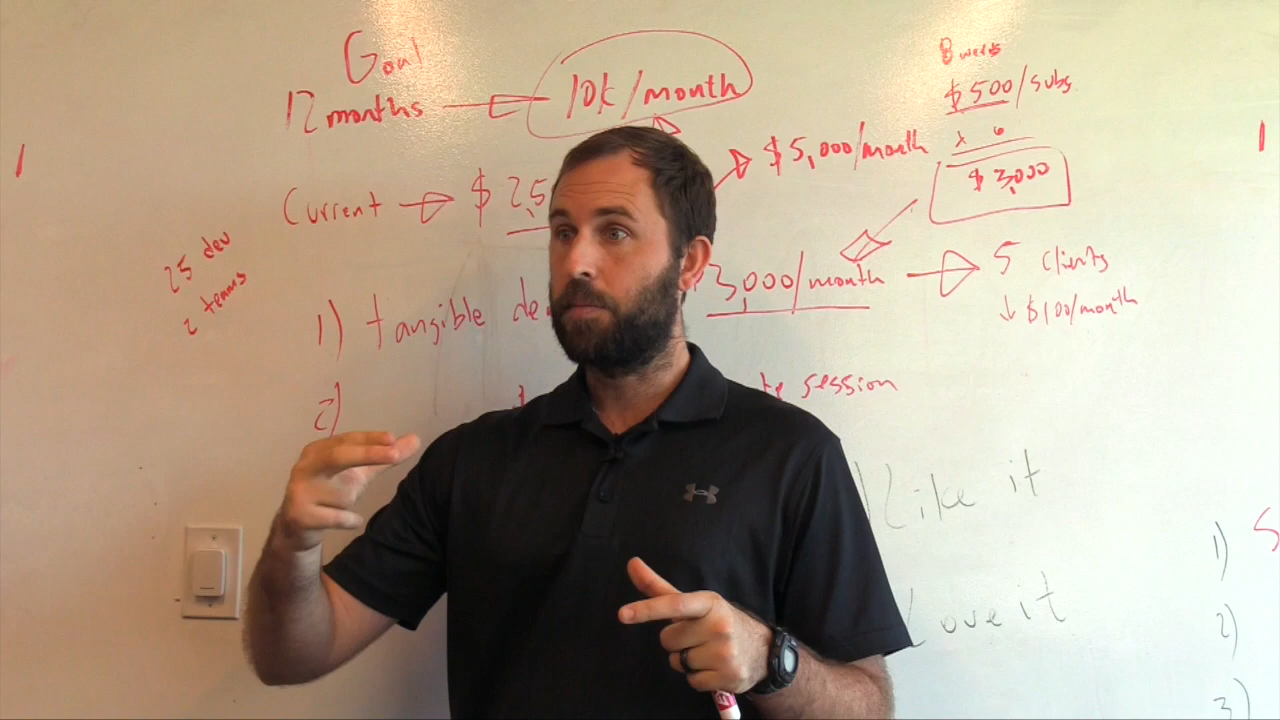 Goal
12 months 10k/month
8 weeks
$500/subs
x 6
$3,000
$5,000/month
Current $ 2,5
25 dev
2 teams
1) tangible de
3,000/month
5 clients
↓ $100/month
2)
session
Like it
Love it
1)
2)
3)